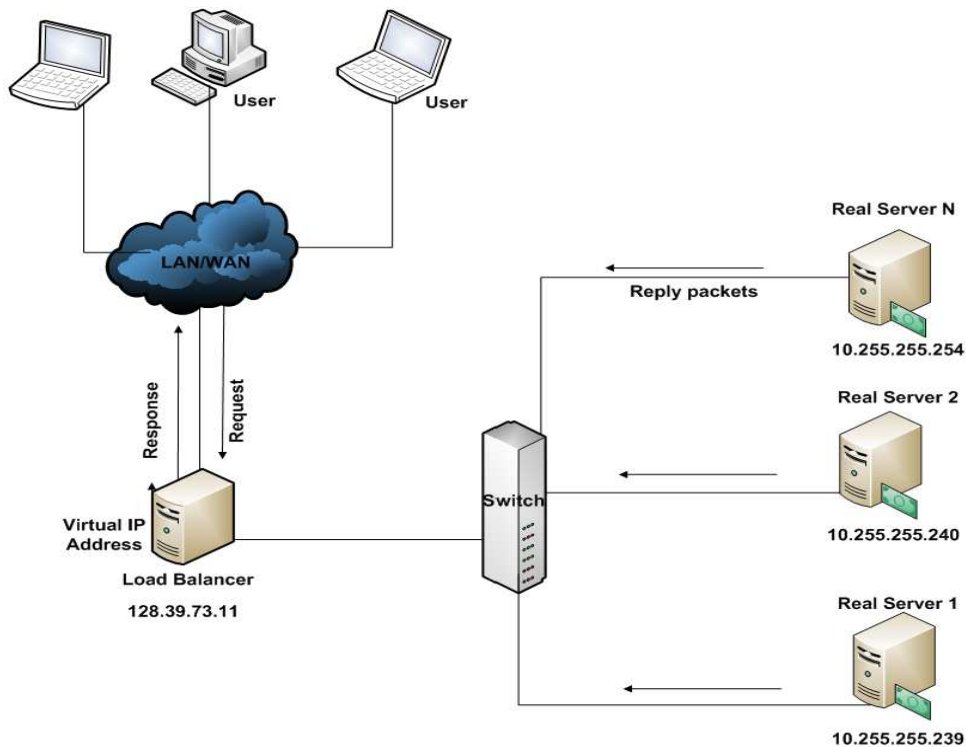 User
User
LAN/WAN
Response
Request
Virtual IP
Address
Load Balancer
128.39.73.11
Switch
Real Server N
Reply packets
10.255.255.254
Real Server 2
10.255.255.240
Real Server 1
10.255.255.239